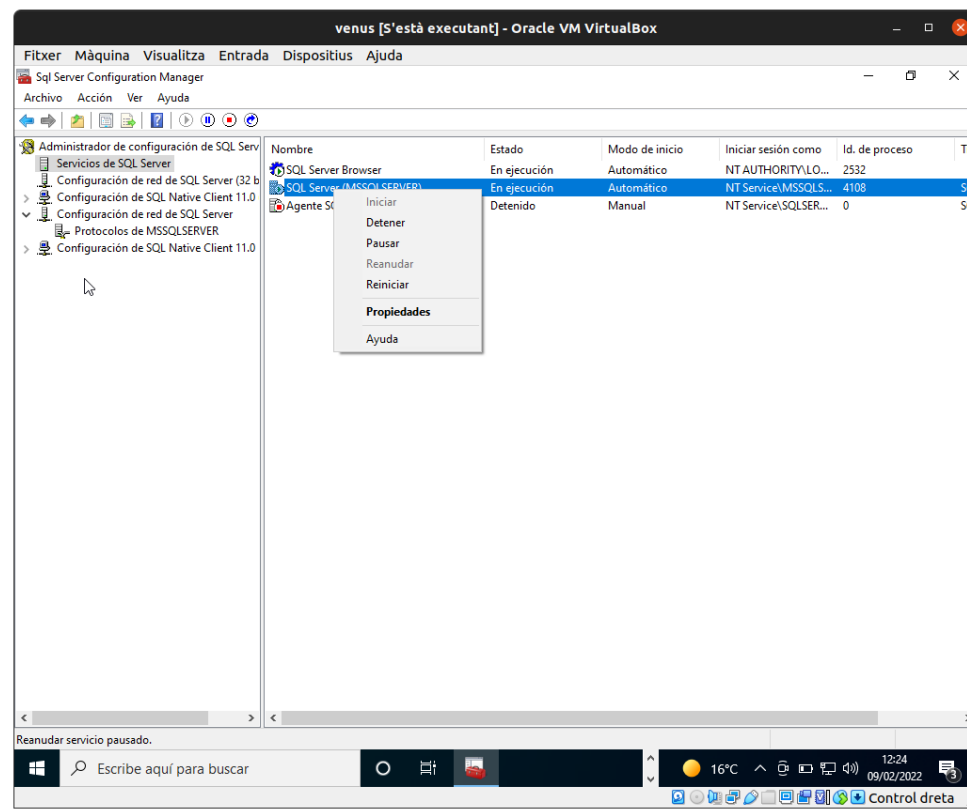 venus [S'està executant] - Oracle VM VirtualBox
Fitxer Màquina Visualitza Entrada Dispositius Ajuda
Sql Server Configuration Manager
Archivo Acción Ver Ayuda
Administrador de configuración de SQL Serv
Servicios de SQL Server
Configuración de red de SQL Server (32 b
Configuración de SQL Native Client 11.0
Configuración de red de SQL Server
Protocolos de MSSQLSERVER
Configuración de SQL Native Client 11.0
Nombre Estado Modo de inicio Iniciar sesión como Id. de proceso T
SQL Server Browser En ejecución Automático NT AUTHORITY\LO... 2532
SQL Server (MSSQLSERVER) En ejecución Automático NT Service\MSSQLS... 4108 S
Agente SQ Detenido Manual NT Service\SQLSER... 0 S
Iniciar
Detener
Pausar
Reanudar
Reiniciar
Propiedades
Ayuda
Reanudar servicio pausado.
Escribe aquí para buscar
16°C
12:24
09/02/2022
3
Control dreta